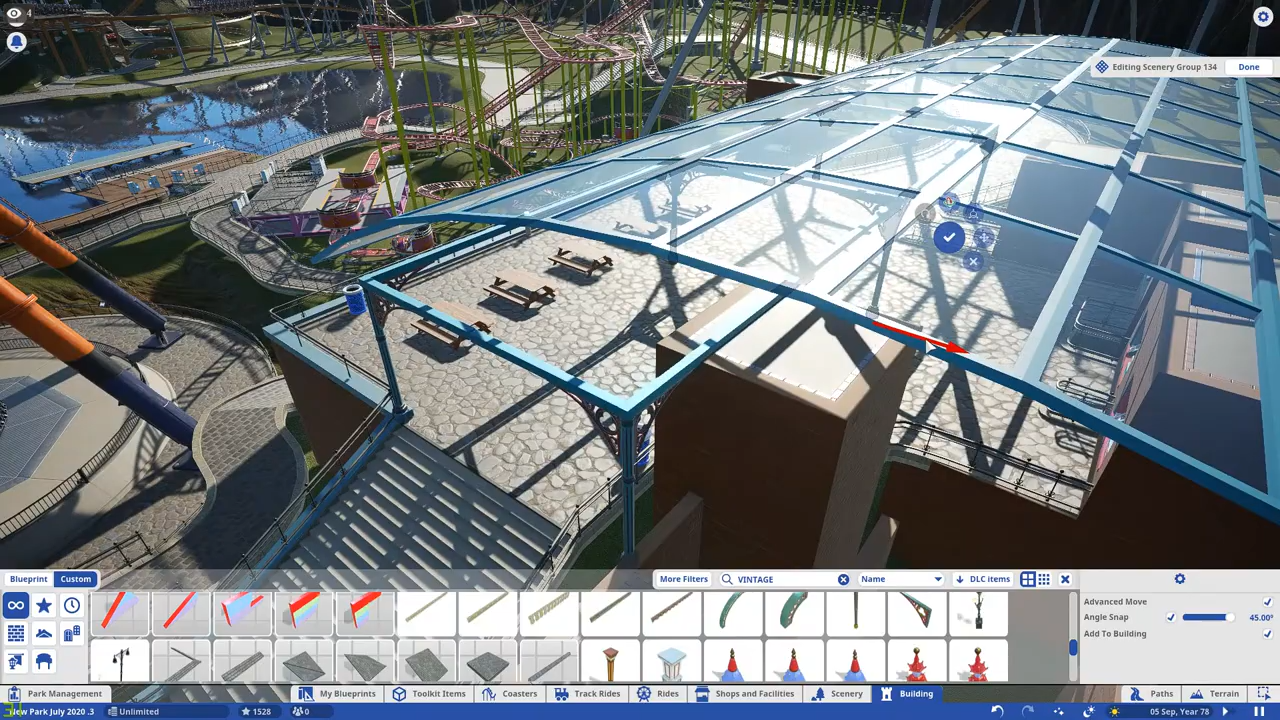 4
Editing Scenery Group 134
Done
Blueprint
Custom
More Filters
VINTAGE
Name
DLC items
Advanced Move
Angle Snap
45.00°
Add To Building
Park Management
My Blueprints
Toolkit Items
Coasters
Track Rides
Rides
Shops and Facilities
Scenery
Building
Paths
Terrain
New Park July 2020 .3
Unlimited
1528
0
05 Sep, Year 78